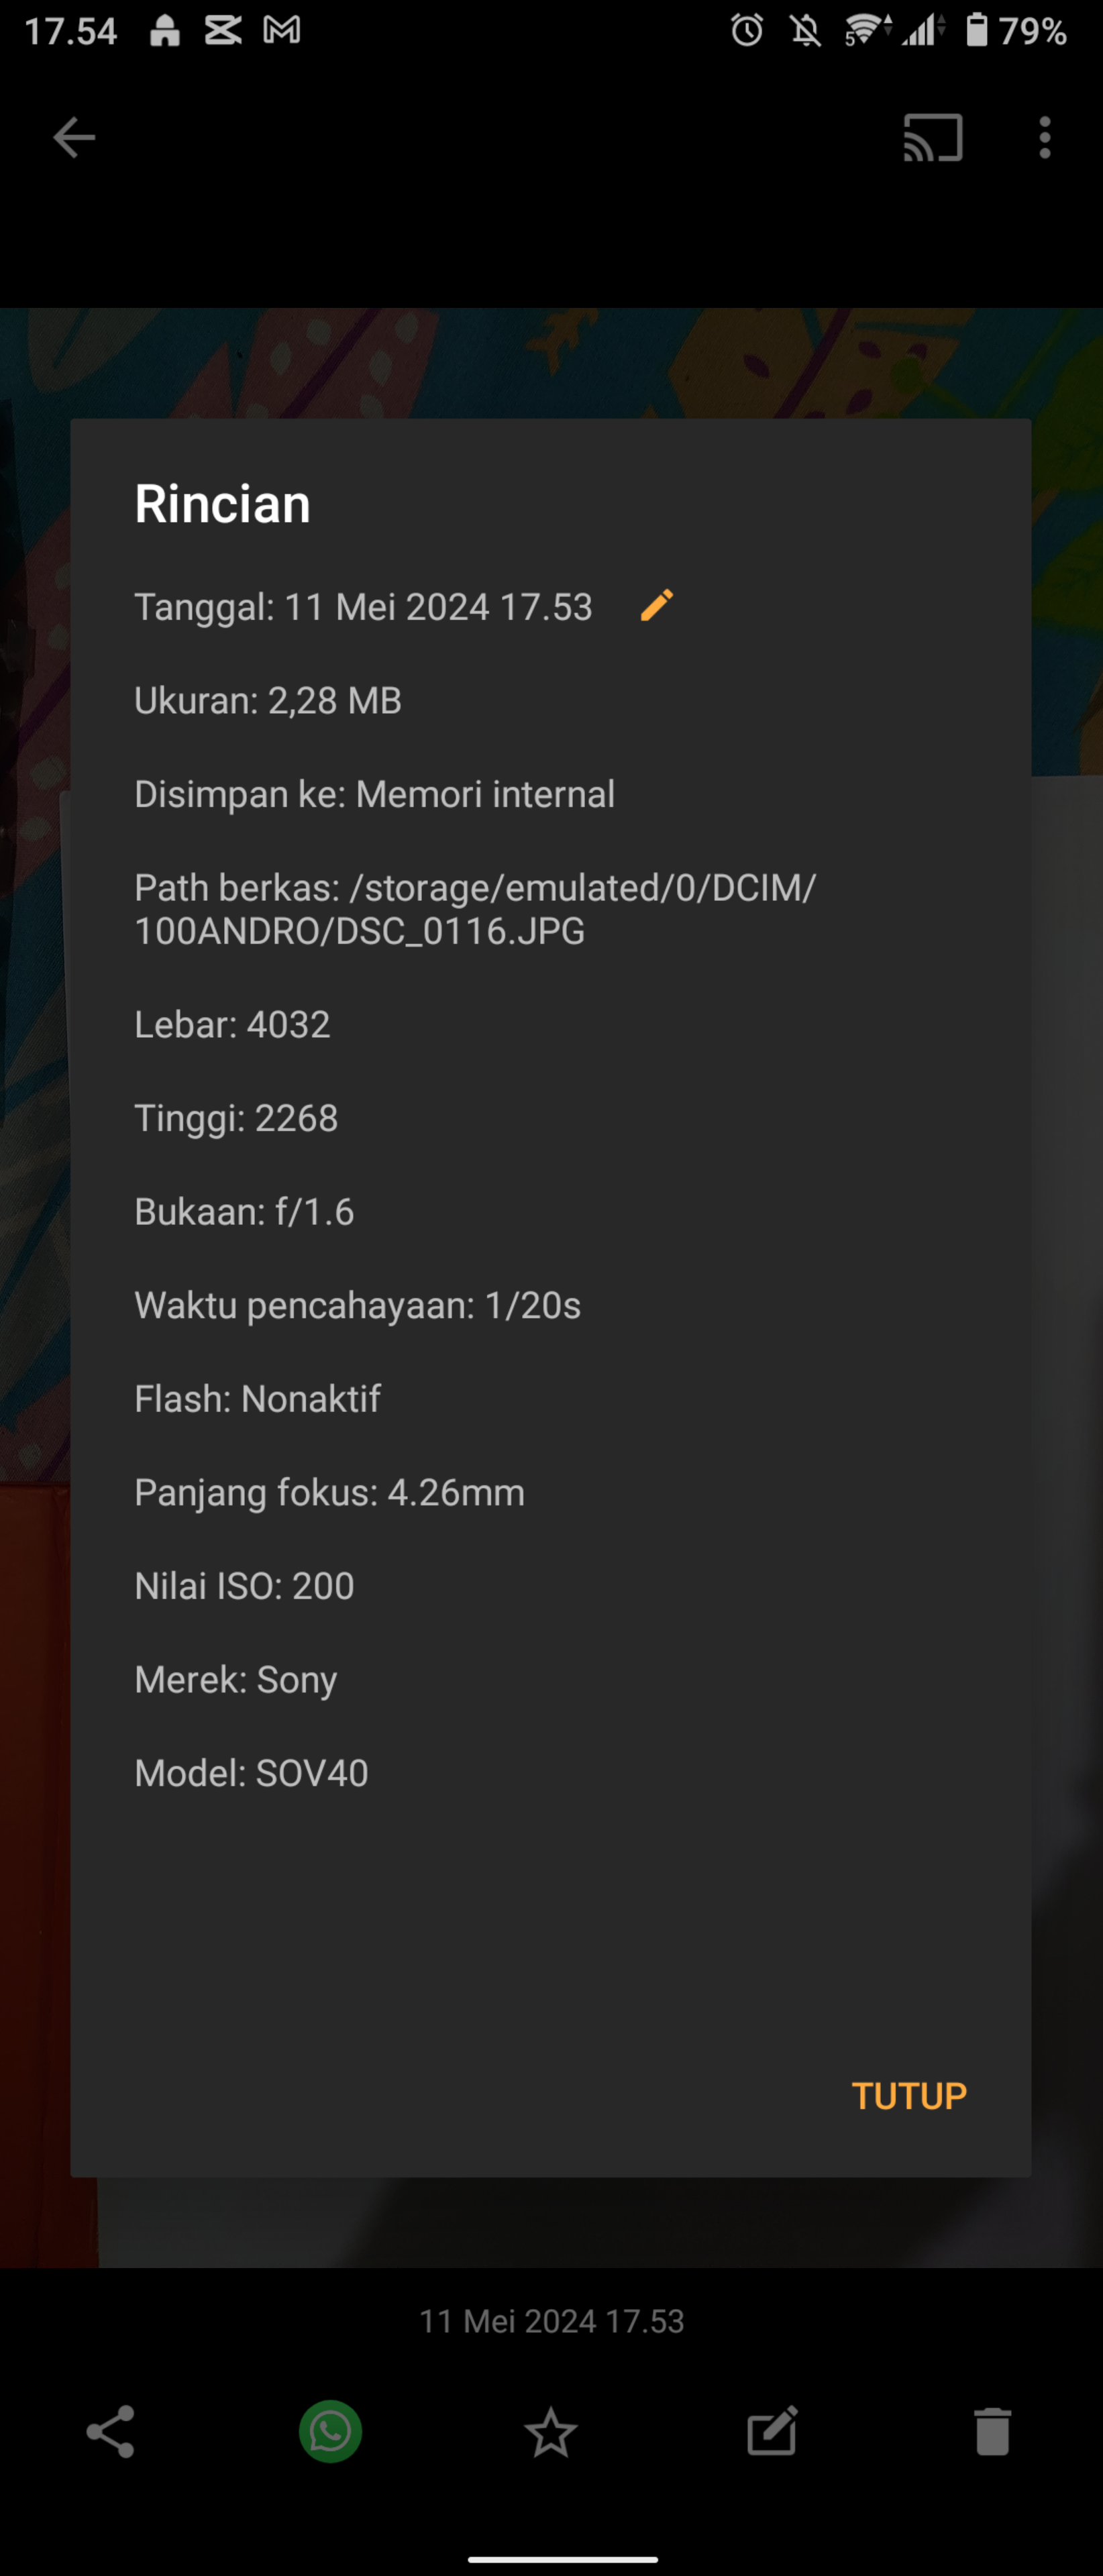 17.54
79%
Rincian
Tanggal: 11 Mei 2024 17.53
Ukuran: 2,28 MB
Disimpan ke: Memori internal
Path berkas: /storage/emulated/0/DCIM/
100ANDRO/DSC_0116.JPG
Lebar: 4032
Tinggi: 2268
Bukaan: f/1.6
Waktu pencahayaan: 1/20s
Flash: Nonaktif
Panjang fokus: 4.26mm
Nilai ISO: 200
Merek: Sony
Model: SOV40
TUTUP
11 Mei 2024 17.53